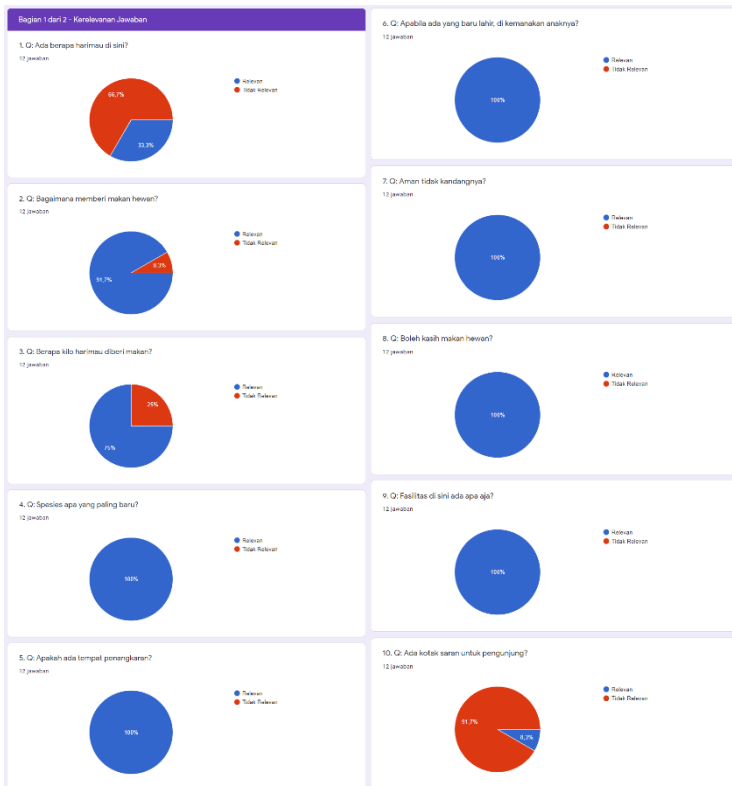 Bagian 1 dari 2 - Kerelevanan Jawaban
1. Q: Ada berapa harimau di sini?
12 jawaban
Relevan
Tidak Relevan
66,7%
33,3%
2. Q: Bagaimana memberi makan hewan?
12 jawaban
Relevan
Tidak Relevan
8,3%
91,7%
3. Q: Berapa kilo harimau diberi makan?
12 jawaban
Relevan
Tidak Relevan
25%
75%
4. Q: Spesies apa yang paling baru?
12 jawaban
Relevan
Tidak Relevan
100%
5. Q: Apakah ada tempat penangkaran?
12 jawaban
Relevan
Tidak Relevan
100%
6. Q: Apabila ada yang baru lahir, di kemanakan anaknya?
12 jawaban
Relevan
Tidak Relevan
100%
7. Q: Aman tidak kandangnya?
12 jawaban
Relevan
Tidak Relevan
100%
8. Q: Boleh kasih makan hewan?
12 jawaban
Relevan
Tidak Relevan
100%
9. Q: Fasilitas di sini ada apa aja?
12 jawaban
Relevan
Tidak Relevan
100%
10. Q: Ada kotak saran untuk pengunjung?
12 jawaban
Relevan
Tidak Relevan
91,7%
8,3%